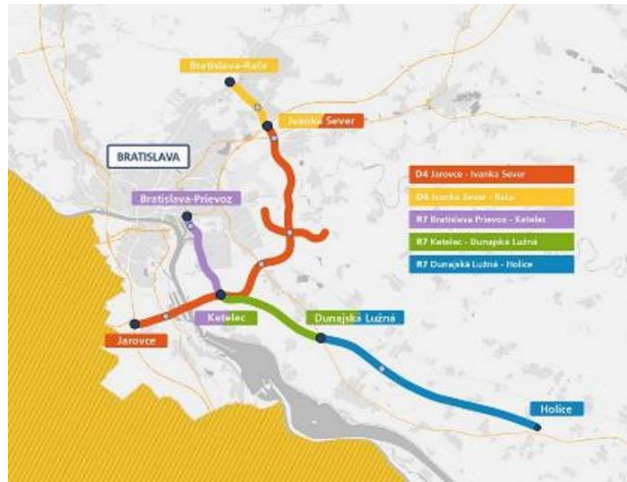 Bratislava-Rača
Ivanka Sever
BRATISLAVA
D4 Jarovce - Ivanka Sever
Bratislava-Prievoz
D4 Ivanka Sever - Rača
R7 Bratislava Prievoz - Ketelec
R7 Ketelec - Dunajská Lužná
R7 Dunajská Lužná - Holice
Ketelec
Dunajská Lužná
Jarovce
Holice